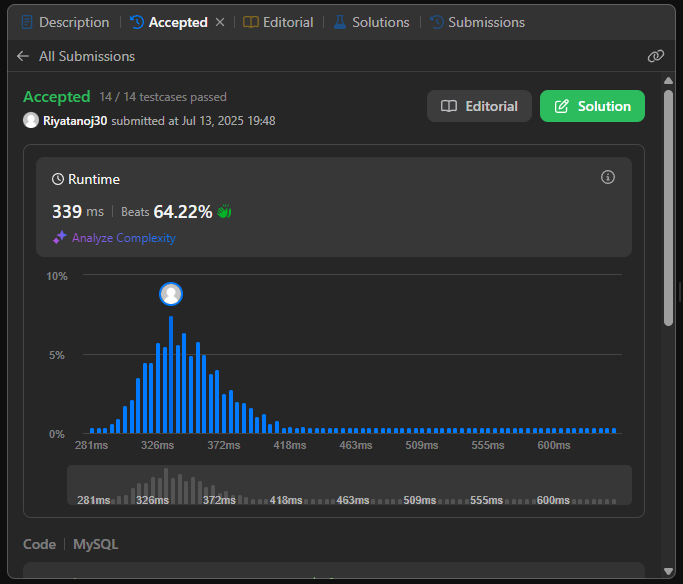 Description | Accepted × | Editorial | Solutions | Submissions
← All Submissions
Accepted 14 / 14 testcases passed
Riyatanoj30 submitted at Jul 13, 2025 19:48
Editorial
Solution
Runtime
339 ms | Beats 64.22%
Analyze Complexity
10%
5%
0%
281ms 326ms 372ms 418ms 463ms 509ms 555ms 600ms
281ms 326ms 372ms 418ms 463ms 509ms 555ms 600ms
Code | MySQL